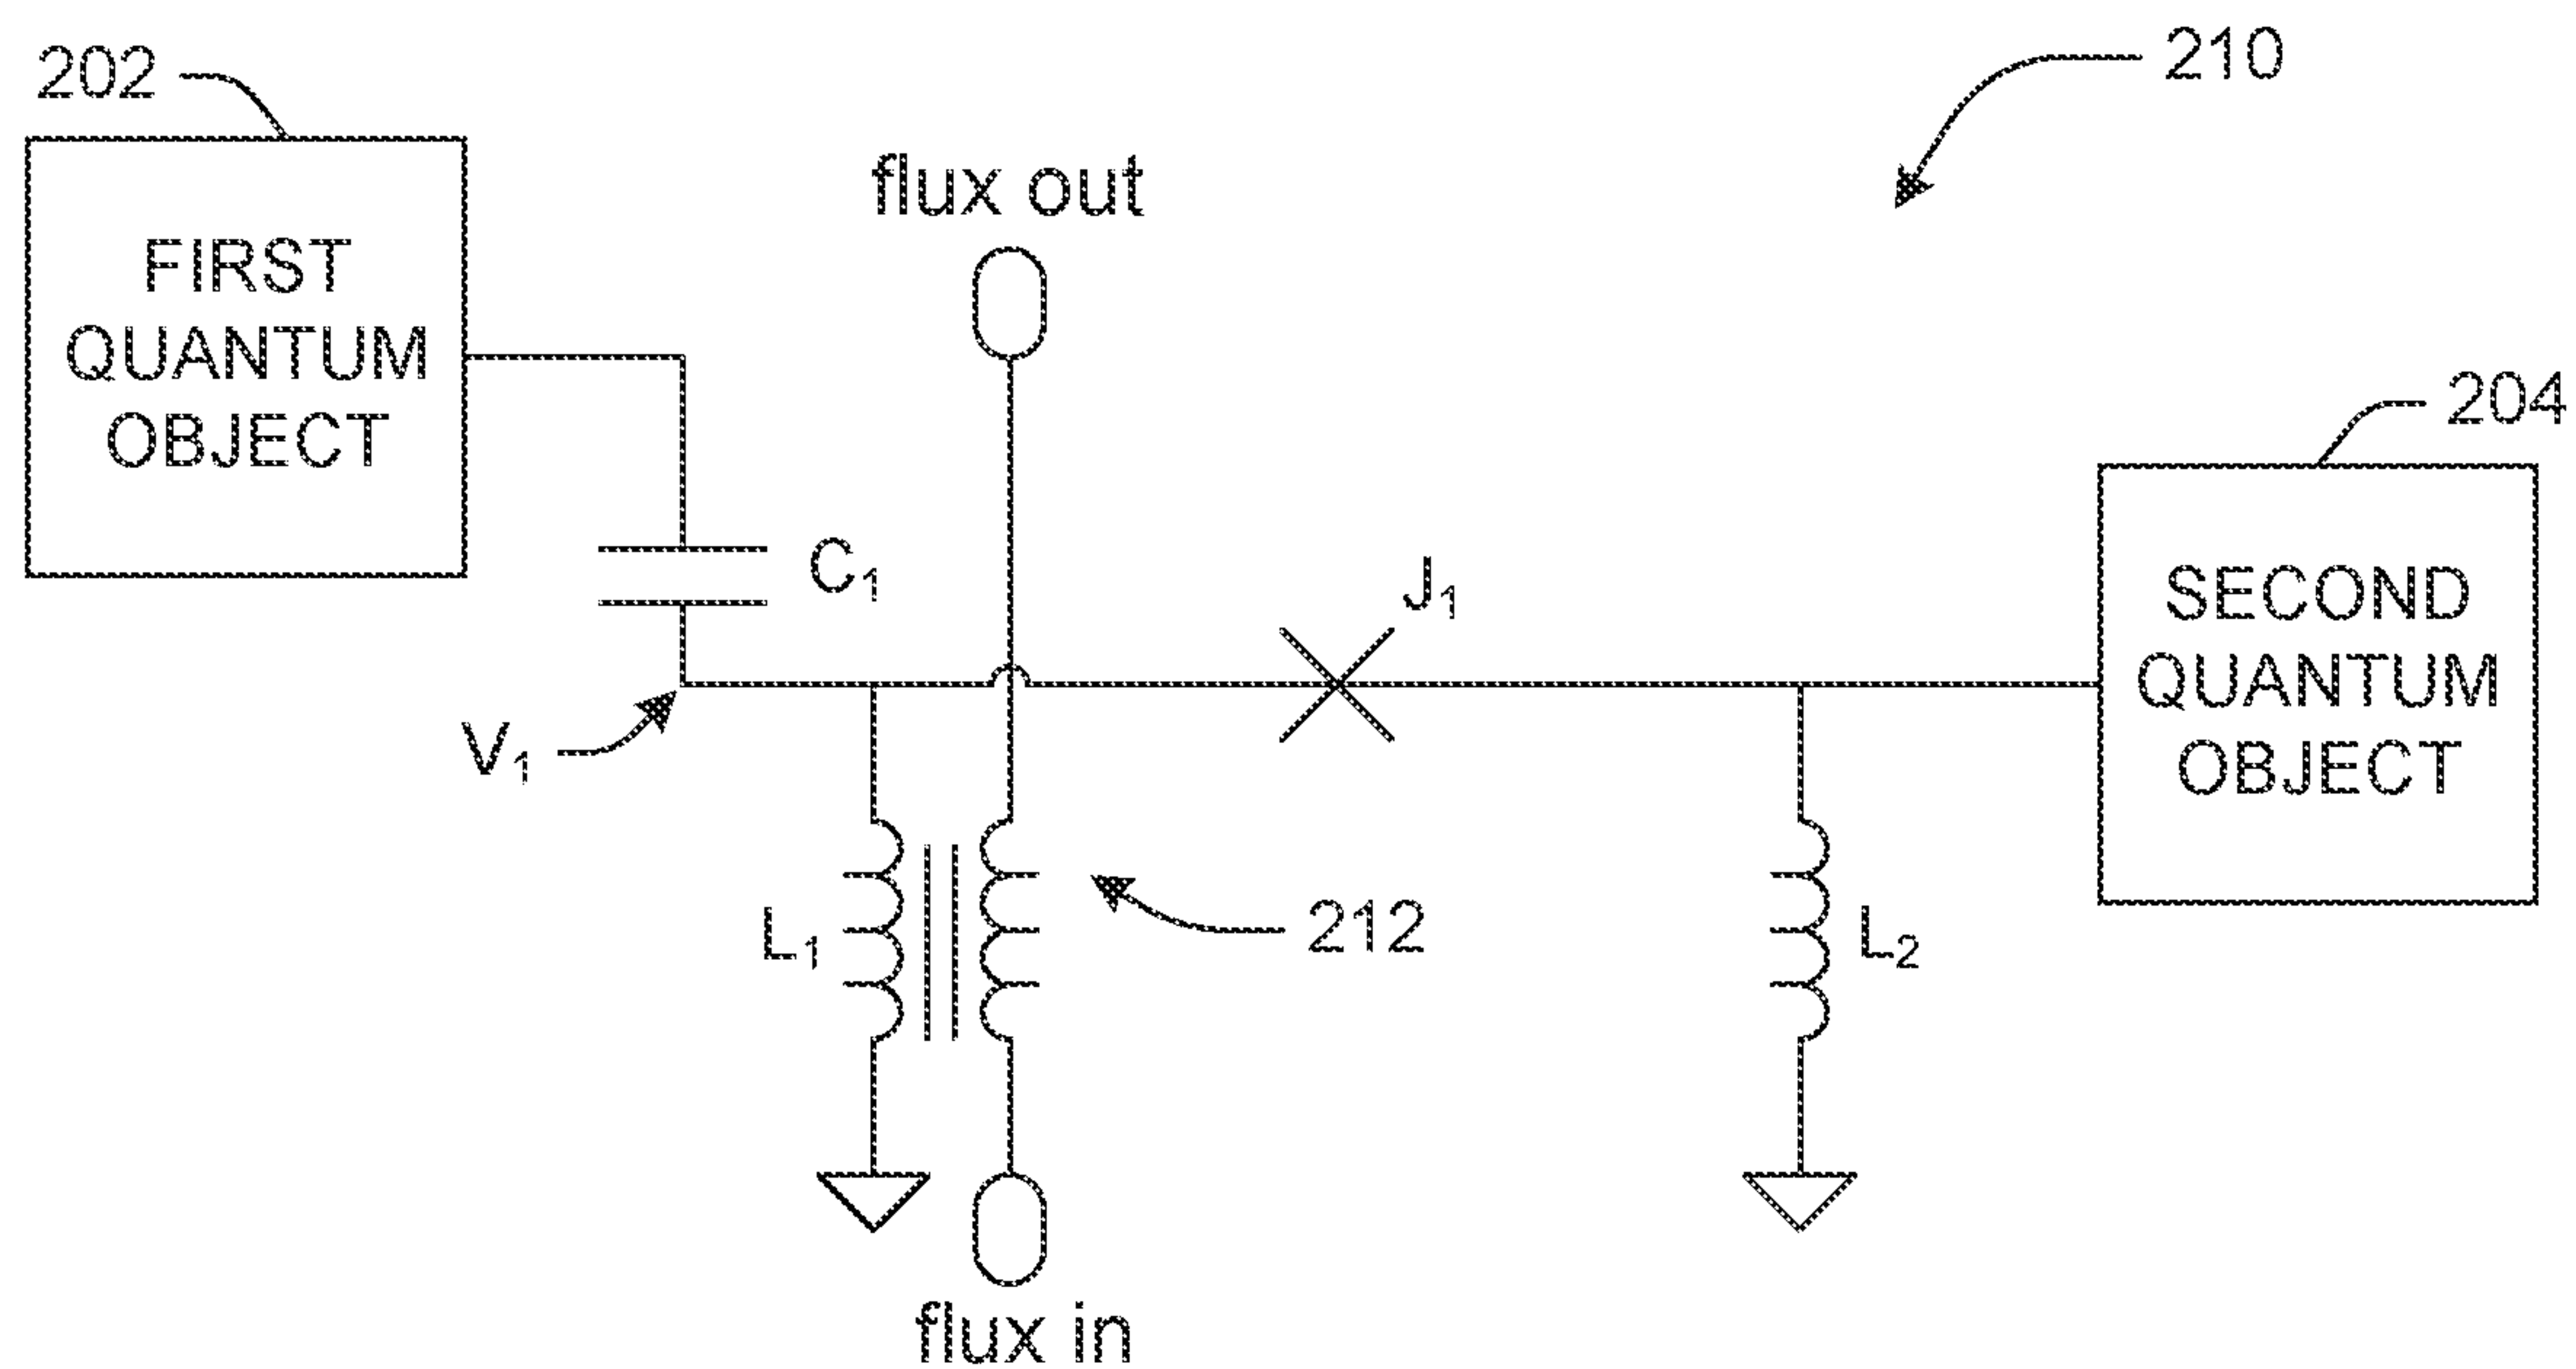 202
210
flux out
FIRST
QUANTUM
OBJECT
204
C₁
J₁
SECOND
QUANTUM
OBJECT
V₁
L₁
212
L₂
flux in